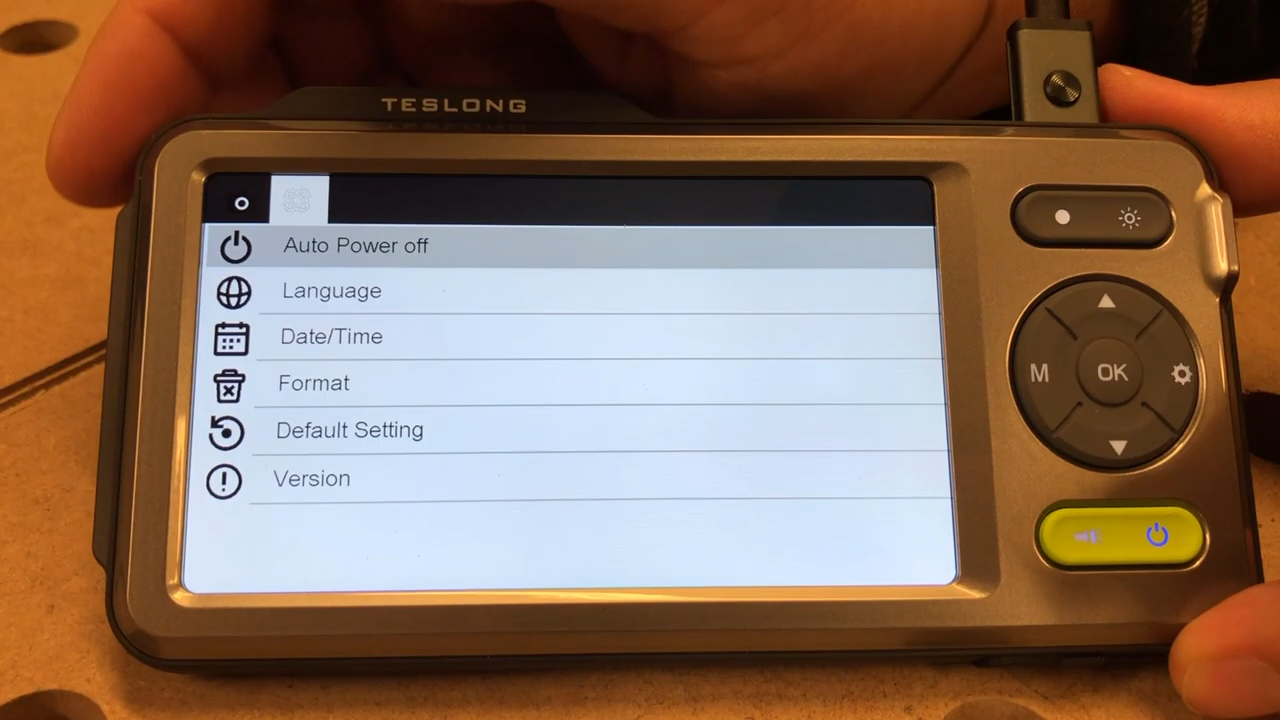 TESLONG
Auto Power off
Language
Date/Time
Format
Default Setting
Version
M
OK